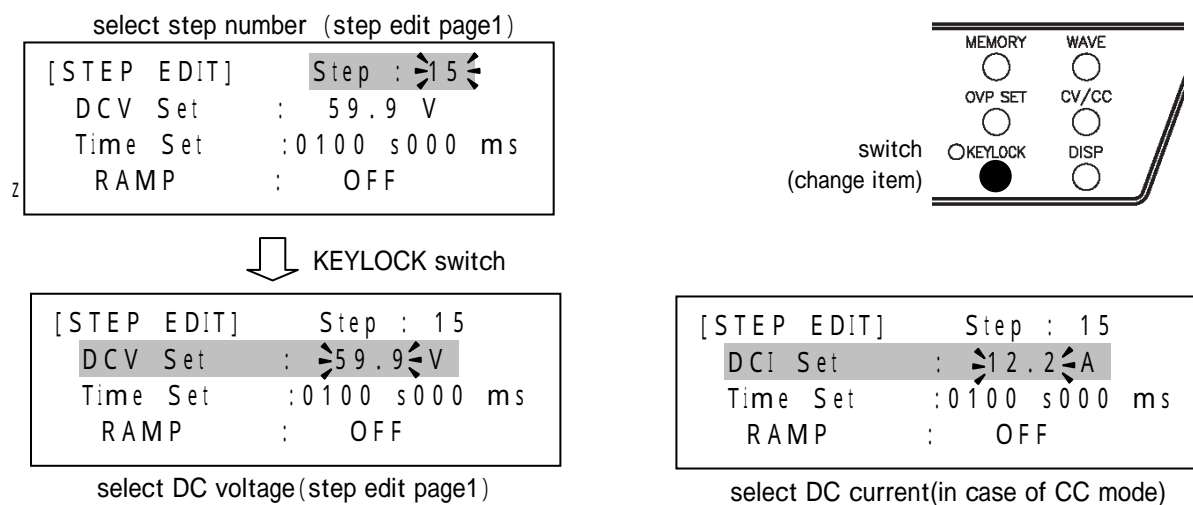 select step number (step edit page1)
[STEP EDIT] Step : 15
DCV Set : 59.9 V
Time Set :0100 s000 ms
RAMP : OFF
z
MEMORY WAVE
OVP SET CV/CC
switch KEYLOCK DISP
(change item)
KEYLOCK switch
[STEP EDIT] Step : 15
DCV Set : 59.9 V
Time Set :0100 s000 ms
RAMP : OFF
select DC voltage(step edit page1)
[STEP EDIT] Step : 15
DCI Set : 12.2 A
Time Set :0100 s000 ms
RAMP : OFF
select DC current(in case of CC mode)